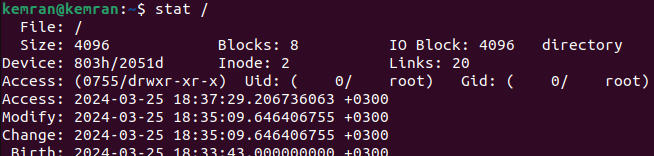 kemran@kemran:~$ stat /
  File: /
  Size: 4096            Blocks: 8          IO Block: 4096   directory
Device: 803h/2051d      Inode: 2           Links: 20
Access: (0755/drwxr-xr-x)  Uid: (    0/    root)   Gid: (    0/    root)
Access: 2024-03-25 18:37:29.206736063 +0300
Modify: 2024-03-25 18:35:09.646406755 +0300
Change: 2024-03-25 18:35:09.646406755 +0300
 Birth: 2024-03-25 18:33:43.000000000 +0300